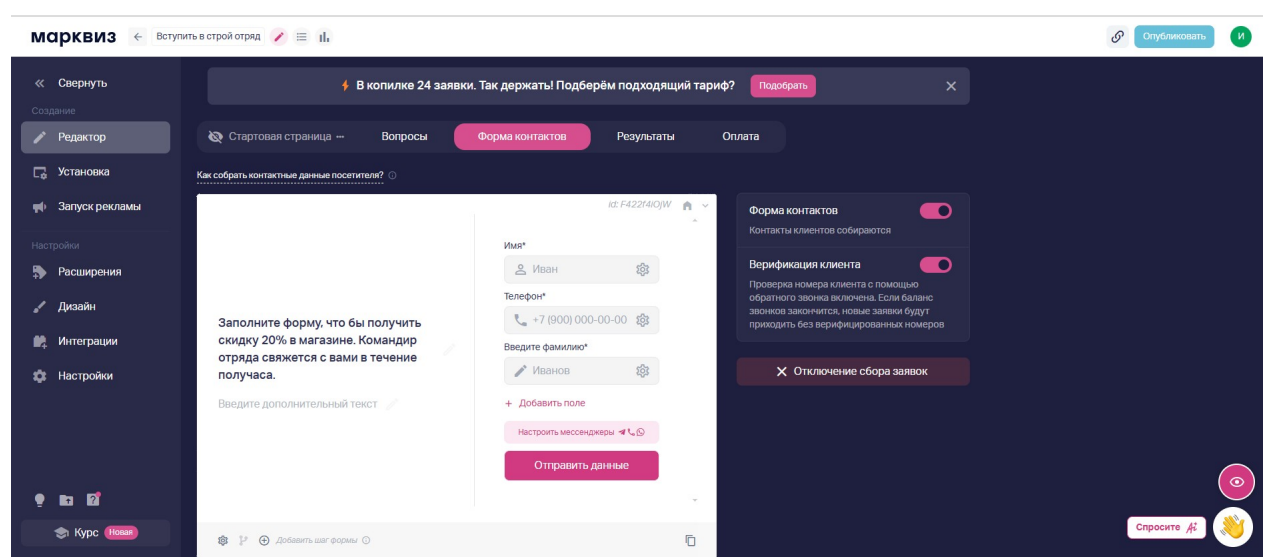 марквиз
Вступить в строй отряд
Опубликовать
И
Свернуть
Создание
Редактор
Установка
Запуск рекламы
Настройки
Расширения
Дизайн
Интеграции
Настройки
Курс Новая
В копилке 24 заявки. Так держать! Подберём подходящий тариф? Подобрать
Стартовая страница
Вопросы
Форма контактов
Результаты
Оплата
Как собрать контактные данные посетителя?
id: F422f4lOjW
Заполните форму, что бы получить
скидку 20% в магазине. Командир
отряда свяжется с вами в течение
получаса.
Введите дополнительный текст
Имя*
Иван
Телефон*
+7 (900) 000-00-00
Введите фамилию*
Иванов
+ Добавить поле
Настроить мессенджеры
Отправить данные
Добавить шаг формы
Форма контактов
Контакты клиентов собираются
Верификация клиента
Проверка номера клиента с помощью
обратного звонка включена. Если баланс
звонков закончится, новые заявки будут
приходить без верифицированных номеров
Отключение сбора заявок
Спросите Ai